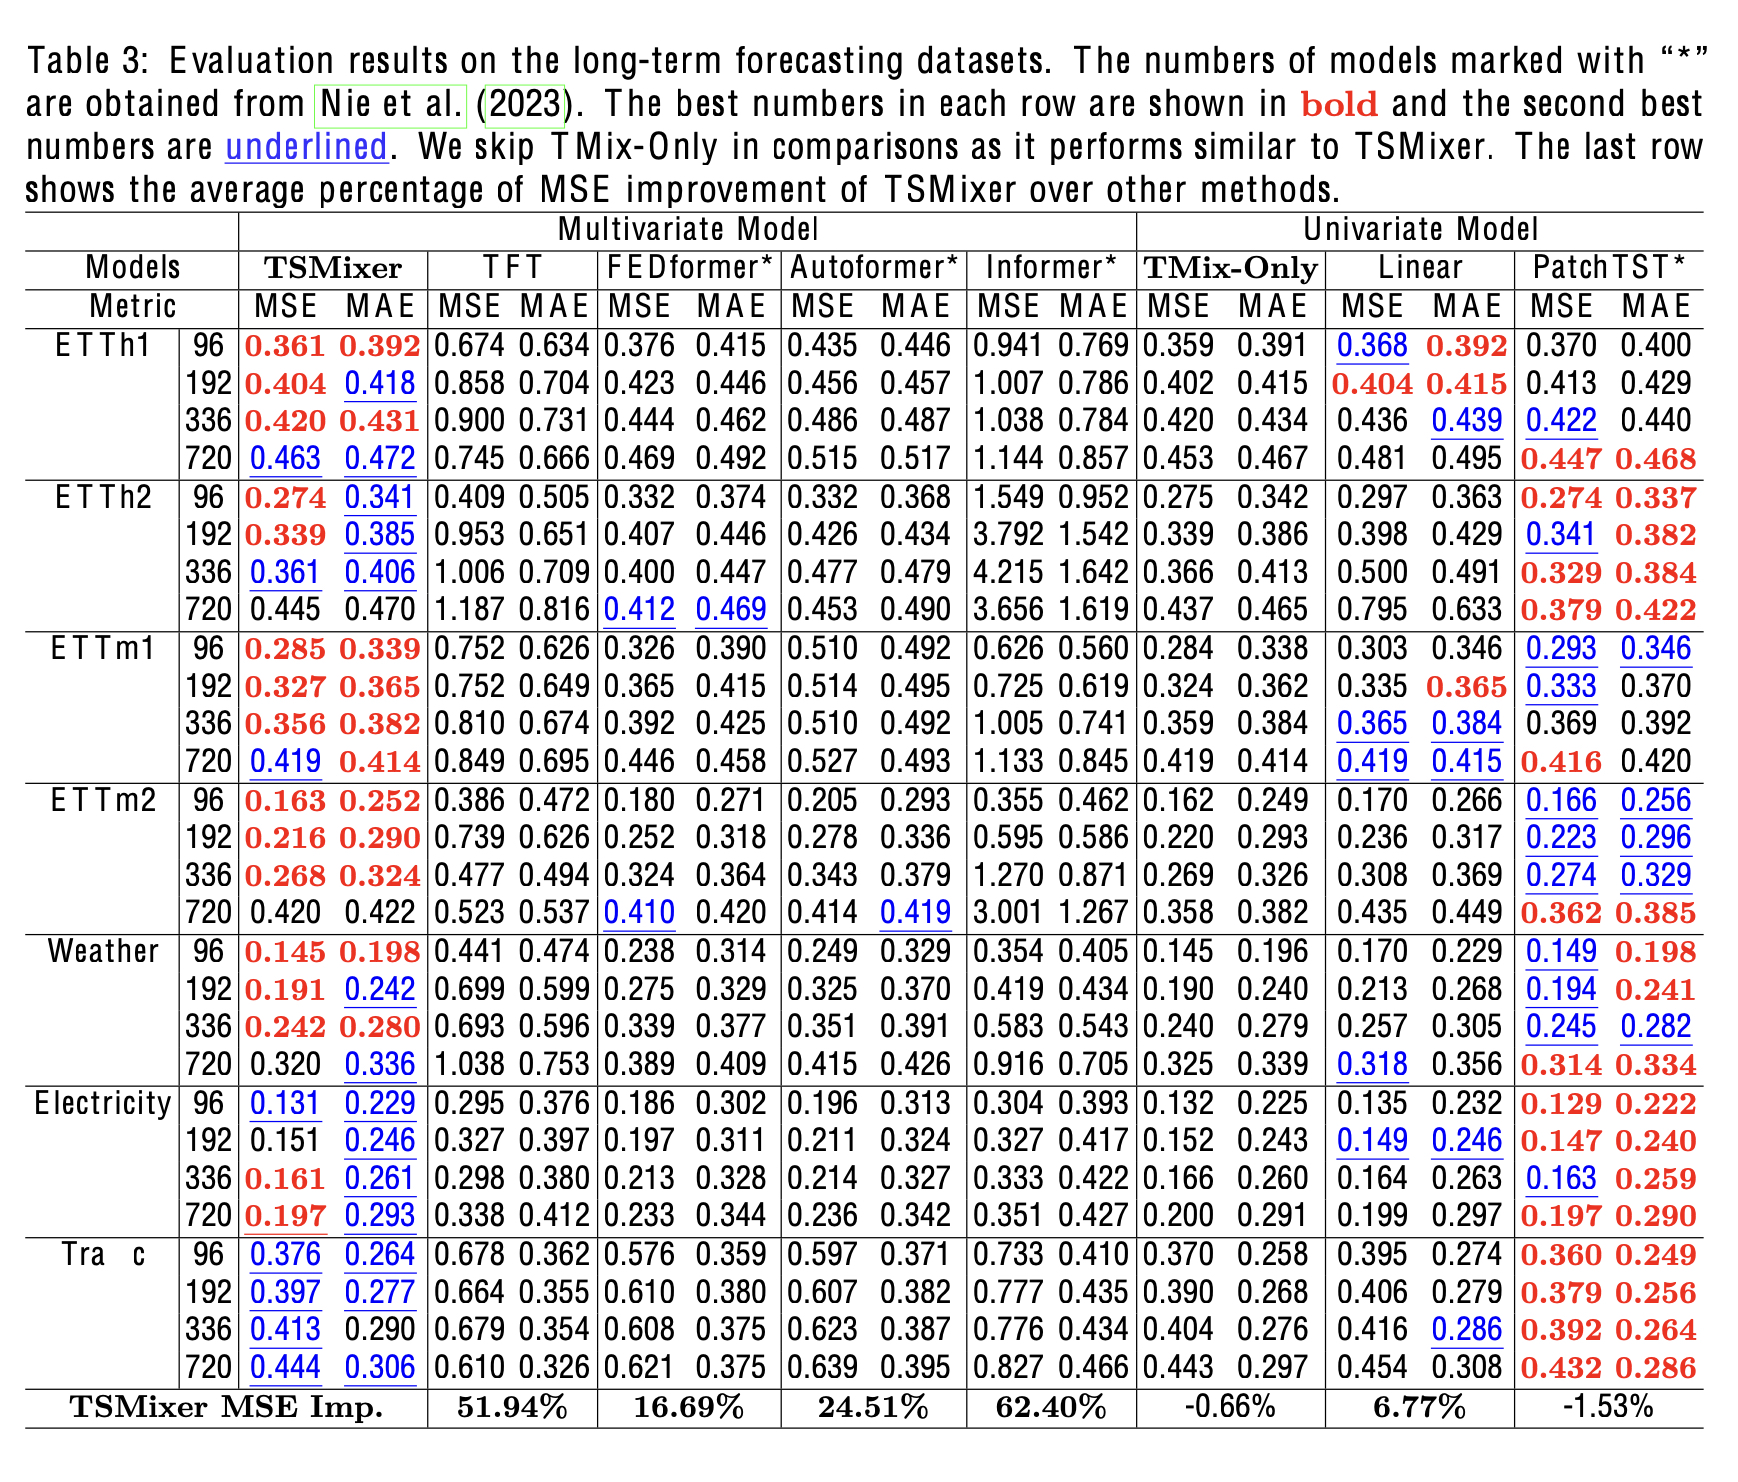 Table 3: Evaluation results on the long-term forecasting datasets. The numbers of models marked with “*”
are obtained from Nie et al. (2023). The best numbers in each row are shown in bold and the second best
numbers are underlined. We skip TMix-Only in comparisons as it performs similar to TSMixer. The last row
shows the average percentage of MSE improvement of TSMixer over other methods.
Multivariate Model Univariate Model
Models TSMixer TFT FEDformer* Autoformer* Informer* TMix-Only Linear PatchTST*
Metric MSE MAE MSE MAE MSE MAE MSE MAE MSE MAE MSE MAE MSE MAE MSE MAE
ETTh1 96 0.361 0.392 0.674 0.634 0.376 0.415 0.435 0.446 0.941 0.769 0.359 0.391 0.368 0.392 0.370 0.400
192 0.404 0.418 0.858 0.704 0.423 0.446 0.456 0.457 1.007 0.786 0.402 0.415 0.404 0.415 0.413 0.429
336 0.420 0.431 0.900 0.731 0.444 0.462 0.486 0.487 1.038 0.784 0.420 0.434 0.436 0.439 0.422 0.440
720 0.463 0.472 0.745 0.666 0.469 0.492 0.515 0.517 1.144 0.857 0.453 0.467 0.481 0.495 0.447 0.468
ETTh2 96 0.274 0.341 0.409 0.505 0.332 0.374 0.332 0.368 1.549 0.952 0.275 0.342 0.297 0.363 0.274 0.337
192 0.339 0.385 0.953 0.651 0.407 0.446 0.426 0.434 3.792 1.542 0.339 0.386 0.398 0.429 0.341 0.382
336 0.361 0.406 1.006 0.709 0.400 0.447 0.477 0.479 4.215 1.642 0.366 0.413 0.500 0.491 0.329 0.384
720 0.445 0.470 1.187 0.816 0.412 0.469 0.453 0.490 3.656 1.619 0.437 0.465 0.795 0.633 0.379 0.422
ETTm1 96 0.285 0.339 0.752 0.626 0.326 0.390 0.510 0.492 0.626 0.560 0.284 0.338 0.303 0.346 0.293 0.346
192 0.327 0.365 0.752 0.649 0.365 0.415 0.514 0.495 0.725 0.619 0.324 0.362 0.335 0.365 0.333 0.370
336 0.356 0.382 0.810 0.674 0.392 0.425 0.510 0.492 1.005 0.741 0.359 0.384 0.365 0.384 0.369 0.392
720 0.419 0.414 0.849 0.695 0.446 0.458 0.527 0.493 1.133 0.845 0.419 0.414 0.419 0.415 0.416 0.420
ETTm2 96 0.163 0.252 0.386 0.472 0.180 0.271 0.205 0.293 0.355 0.462 0.162 0.249 0.170 0.266 0.166 0.256
192 0.216 0.290 0.739 0.626 0.252 0.318 0.278 0.336 0.595 0.586 0.220 0.293 0.236 0.317 0.223 0.296
336 0.268 0.324 0.477 0.494 0.324 0.364 0.343 0.379 1.270 0.871 0.269 0.326 0.308 0.369 0.274 0.329
720 0.420 0.422 0.523 0.537 0.410 0.420 0.414 0.419 3.001 1.267 0.358 0.382 0.435 0.449 0.362 0.385
Weather 96 0.145 0.198 0.441 0.474 0.238 0.314 0.249 0.329 0.354 0.405 0.145 0.196 0.170 0.229 0.149 0.198
192 0.191 0.242 0.699 0.599 0.275 0.329 0.325 0.370 0.419 0.434 0.190 0.240 0.213 0.268 0.194 0.241
336 0.242 0.280 0.693 0.596 0.339 0.377 0.351 0.391 0.583 0.543 0.240 0.279 0.257 0.305 0.245 0.282
720 0.320 0.336 1.038 0.753 0.389 0.409 0.415 0.426 0.916 0.705 0.325 0.339 0.318 0.356 0.314 0.334
Electricity 96 0.131 0.229 0.295 0.376 0.186 0.302 0.196 0.313 0.304 0.393 0.132 0.225 0.135 0.232 0.129 0.222
192 0.151 0.246 0.327 0.397 0.197 0.311 0.211 0.324 0.327 0.417 0.152 0.243 0.149 0.246 0.147 0.240
336 0.161 0.261 0.298 0.380 0.213 0.328 0.214 0.327 0.333 0.422 0.166 0.260 0.164 0.263 0.163 0.259
720 0.197 0.293 0.338 0.412 0.233 0.344 0.236 0.342 0.351 0.427 0.200 0.291 0.199 0.297 0.197 0.290
Tra c 96 0.376 0.264 0.678 0.362 0.576 0.359 0.597 0.371 0.733 0.410 0.370 0.258 0.395 0.274 0.360 0.249
192 0.397 0.277 0.664 0.355 0.610 0.380 0.607 0.382 0.777 0.435 0.390 0.268 0.406 0.279 0.379 0.256
336 0.413 0.290 0.679 0.354 0.608 0.375 0.623 0.387 0.776 0.434 0.404 0.276 0.416 0.286 0.392 0.264
720 0.444 0.306 0.610 0.326 0.621 0.375 0.639 0.395 0.827 0.466 0.443 0.297 0.454 0.308 0.432 0.286
TSMixer MSE Imp. 51.94% 16.69% 24.51% 62.40% -0.66% 6.77% -1.53%